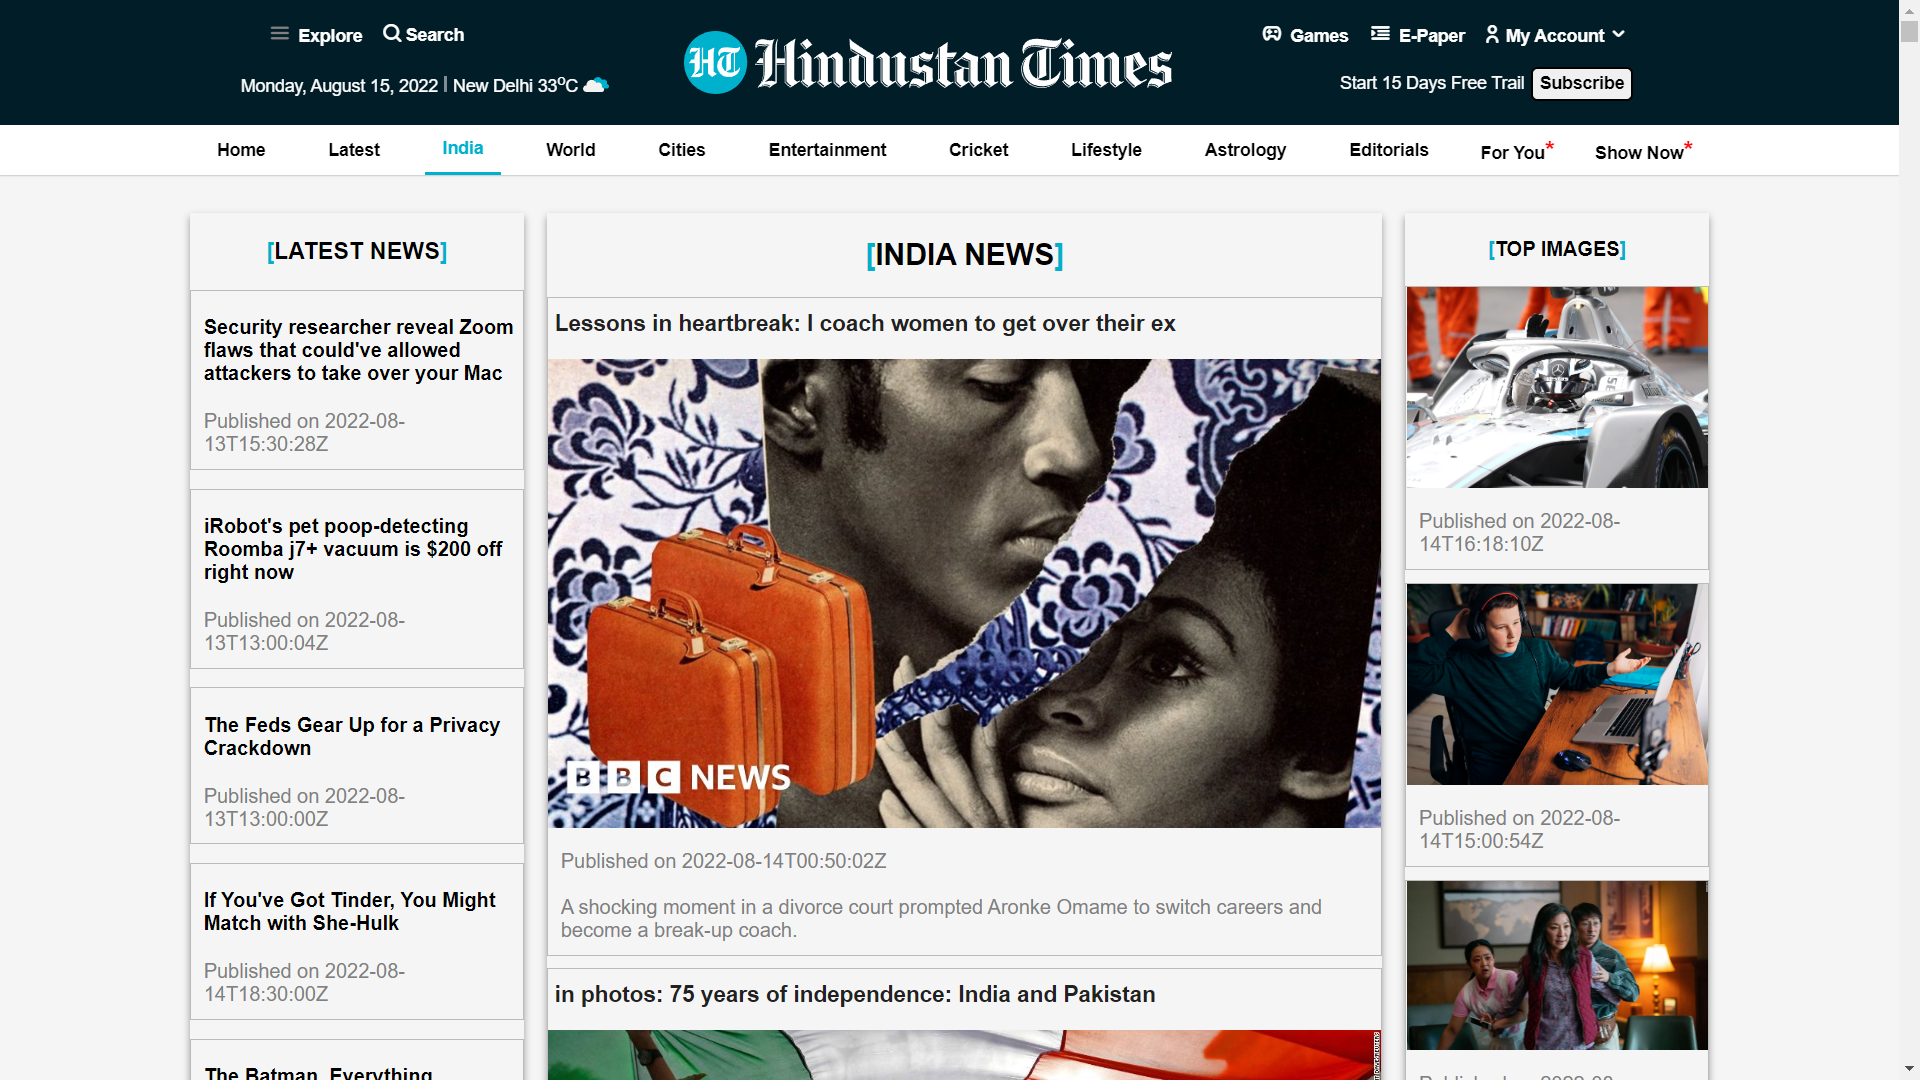 Explore Search
Monday, August 15, 2022 | New Delhi 33°C
HT Hindustan Times
Games E-Paper My Account
Start 15 Days Free Trail Subscribe
Home Latest India World Cities Entertainment Cricket Lifestyle Astrology Editorials For You* Show Now*
[LATEST NEWS]
Security researcher reveal Zoom
flaws that could've allowed
attackers to take over your Mac
Published on 2022-08-
13T15:30:28Z
iRobot's pet poop-detecting
Roomba j7+ vacuum is $200 off
right now
Published on 2022-08-
13T13:00:04Z
The Feds Gear Up for a Privacy
Crackdown
Published on 2022-08-
13T13:00:00Z
If You've Got Tinder, You Might
Match with She-Hulk
Published on 2022-08-
14T18:30:00Z
The Batman, Everything
[INDIA NEWS]
Lessons in heartbreak: I coach women to get over their ex
BBC NEWS
Published on 2022-08-14T00:50:02Z
A shocking moment in a divorce court prompted Aronke Omame to switch careers and
become a break-up coach.
in photos: 75 years of independence: India and Pakistan
[TOP IMAGES]
Published on 2022-08-
14T16:18:10Z
Published on 2022-08-
14T15:00:54Z
Published on 2022-08-